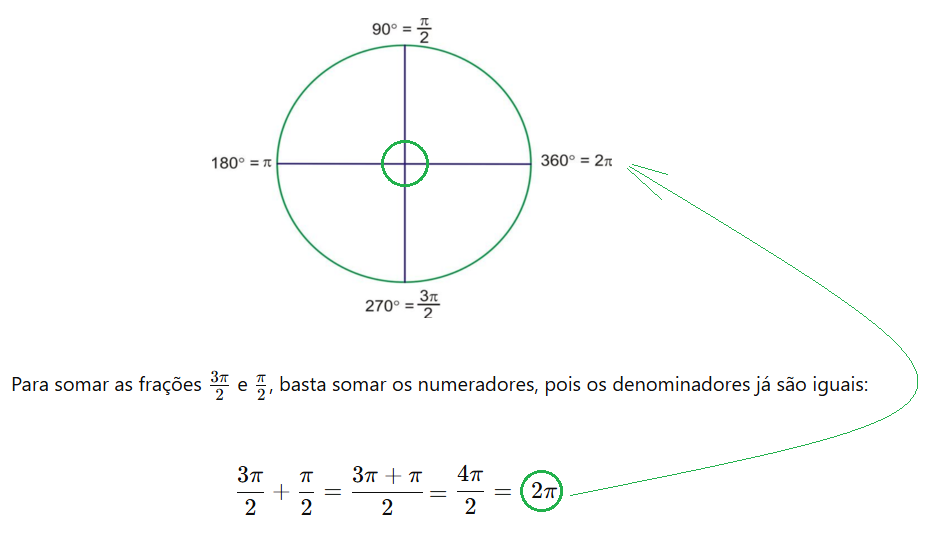 90° = π/2
180° = π
360° = 2π
270° = 3π/2
Para somar as frações 3π/2 e π/2, basta somar os numeradores, pois os denominadores já são iguais:
3π/2 + π/2 = (3π + π)/2 = 4π/2 = 2π